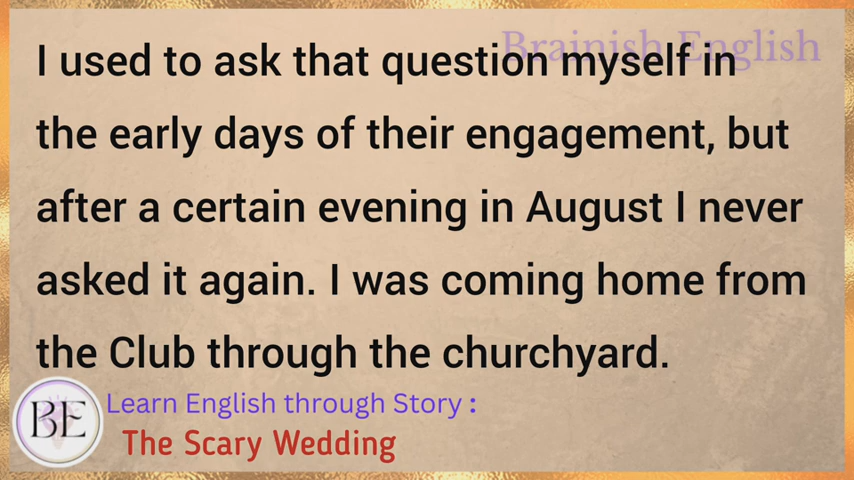 Brainish English
I used to ask that question myself in
the early days of their engagement, but
after a certain evening in August I never
asked it again. I was coming home from
the Club through the churchyard.
BE
Learn English through Story :
The Scary Wedding